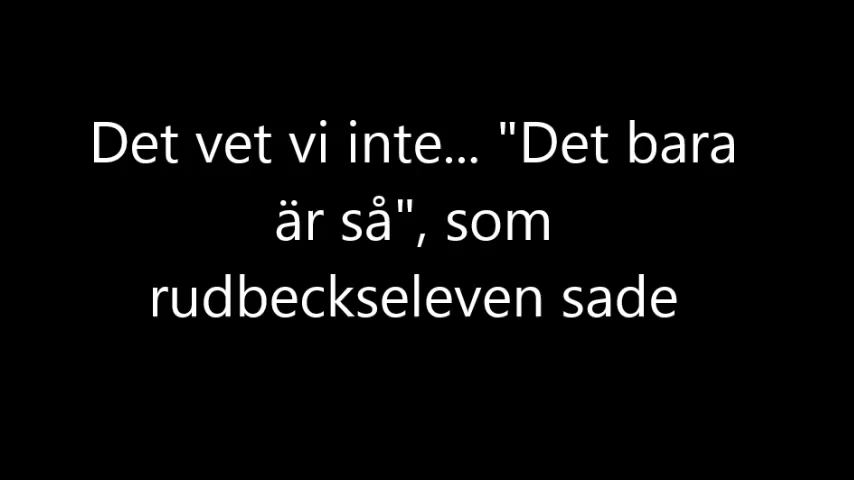 Det vet vi inte... "Det bara
är så", som
rudbeckseleven sade